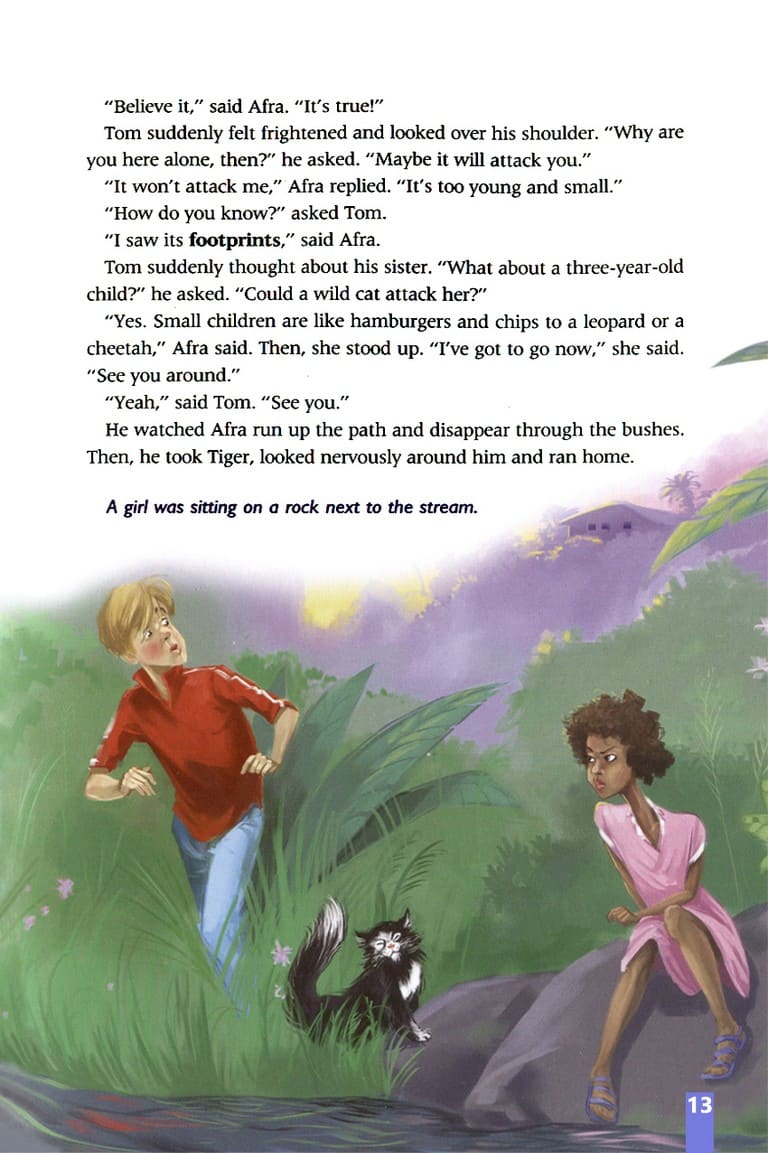 “Believe it,” said Afra. “It’s true!”
Tom suddenly felt frightened and looked over his shoulder. “Why are
you here alone, then?” he asked. “Maybe it will attack you.”
“It won’t attack me,” Afra replied. “It’s too young and small.”
“How do you know?” asked Tom.
“I saw its footprints,” said Afra.
Tom suddenly thought about his sister. “What about a three-year-old
child?” he asked. “Could a wild cat attack her?”
“Yes. Small children are like hamburgers and chips to a leopard or a
cheetah,” Afra said. Then, she stood up. “I’ve got to go now,” she said.
“See you around.”
“Yeah,” said Tom. “See you.”
He watched Afra run up the path and disappear through the bushes.
Then, he took Tiger, looked nervously around him and ran home.
A girl was sitting on a rock next to the stream.
13